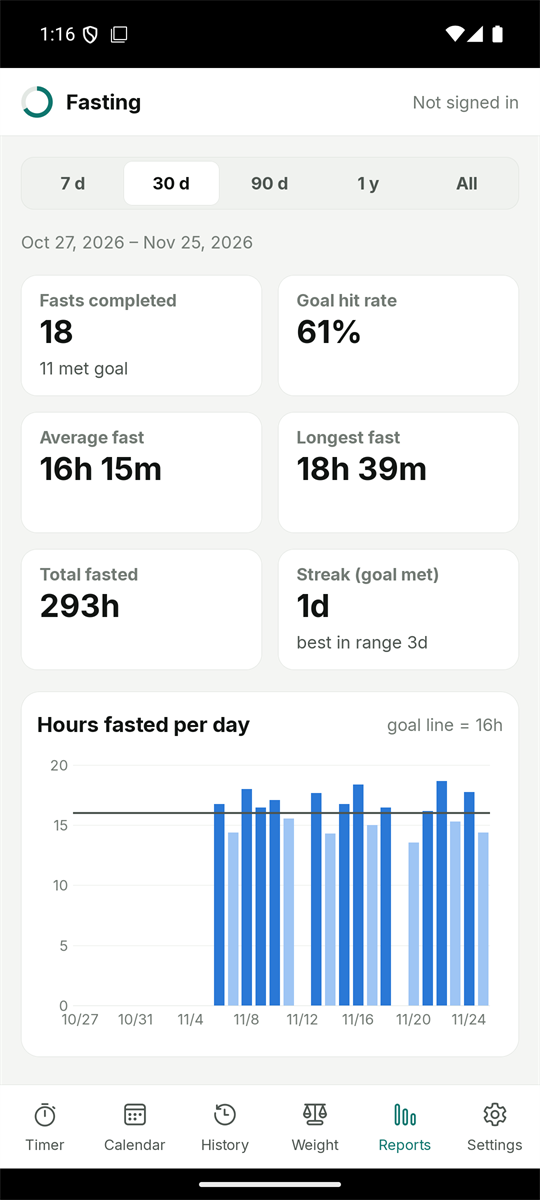 1:16
Fasting
Not signed in
7 d
30 d
90 d
1 y
All
Oct 27, 2026 – Nov 25, 2026
Fasts completed
18
11 met goal
Goal hit rate
61%
Average fast
16h 15m
Longest fast
18h 39m
Total fasted
293h
Streak (goal met)
1d
best in range 3d
Hours fasted per day
goal line = 16h
20
15
10
5
0
10/27
10/31
11/4
11/8
11/12
11/16
11/20
11/24
Timer
Calendar
History
Weight
Reports
Settings